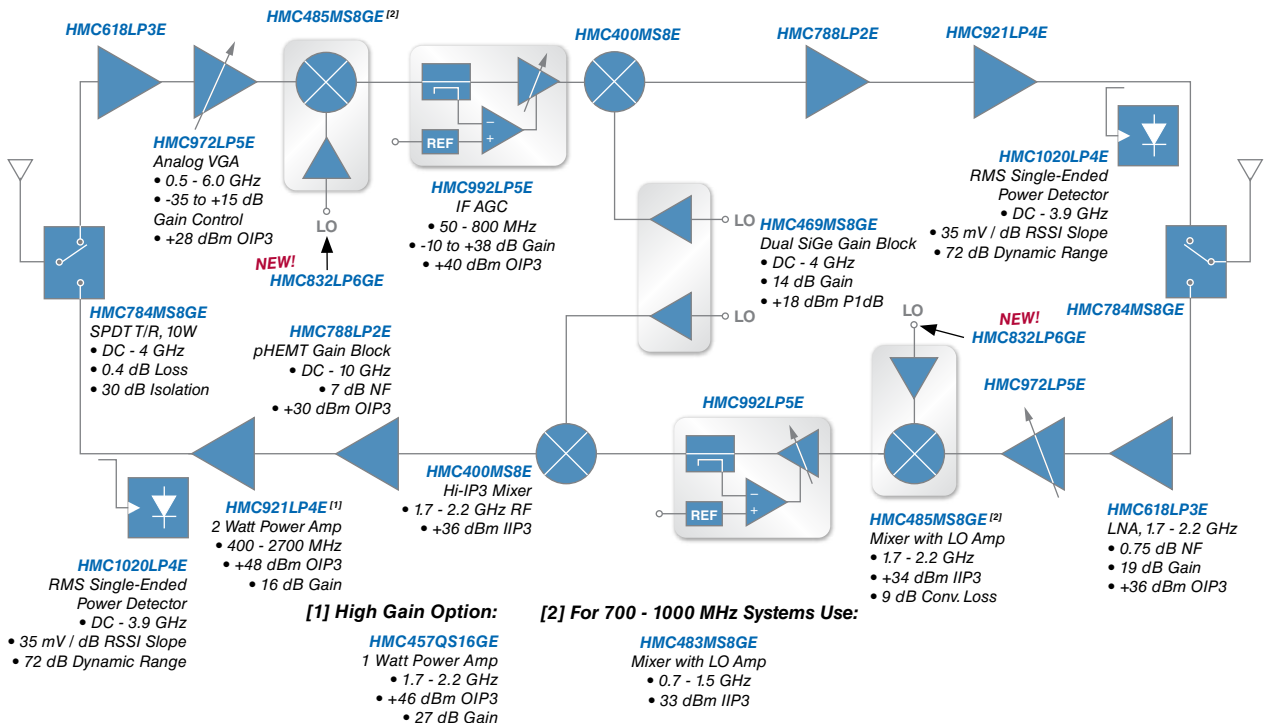 HMC618LP3E
HMC485MS8GE [2]
HMC400MS8E
HMC788LP2E
HMC921LP4E
HMC972LP5E
Analog VGA
• 0.5 - 6.0 GHz
• -35 to +15 dB
Gain Control
• +28 dBm OIP3
LO
NEW!
HMC832LP6GE
REF
−
+
HMC992LP5E
IF AGC
• 50 - 800 MHz
• -10 to +38 dB Gain
• +40 dBm OIP3
LO
LO
HMC469MS8GE
Dual SiGe Gain Block
• DC - 4 GHz
• 14 dB Gain
• +18 dBm P1dB
HMC1020LP4E
RMS Single-Ended
Power Detector
• DC - 3.9 GHz
• 35 mV / dB RSSI Slope
• 72 dB Dynamic Range
HMC784MS8GE
SPDT T/R, 10W
• DC - 4 GHz
• 0.4 dB Loss
• 30 dB Isolation
HMC788LP2E
pHEMT Gain Block
• DC - 10 GHz
• 7 dB NF
• +30 dBm OIP3
HMC784MS8GE
LO
NEW!
HMC832LP6GE
HMC992LP5E
REF
−
+
HMC972LP5E
HMC400MS8E
Hi-IP3 Mixer
• 1.7 - 2.2 GHz RF
• +36 dBm IIP3
HMC921LP4E [1]
2 Watt Power Amp
• 400 - 2700 MHz
• +48 dBm OIP3
• 16 dB Gain
HMC485MS8GE [2]
Mixer with LO Amp
• 1.7 - 2.2 GHz
• +34 dBm IIP3
• 9 dB Conv. Loss
HMC618LP3E
LNA, 1.7 - 2.2 GHz
• 0.75 dB NF
• 19 dB Gain
• +36 dBm OIP3
HMC1020LP4E
RMS Single-Ended
Power Detector
• DC - 3.9 GHz
• 35 mV / dB RSSI Slope
• 72 dB Dynamic Range
[1] High Gain Option:
HMC457QS16GE
1 Watt Power Amp
• 1.7 - 2.2 GHz
• +46 dBm OIP3
• 27 dB Gain
[2] For 700 - 1000 MHz Systems Use:
HMC483MS8GE
Mixer with LO Amp
• 0.7 - 1.5 GHz
• 33 dBm IIP3